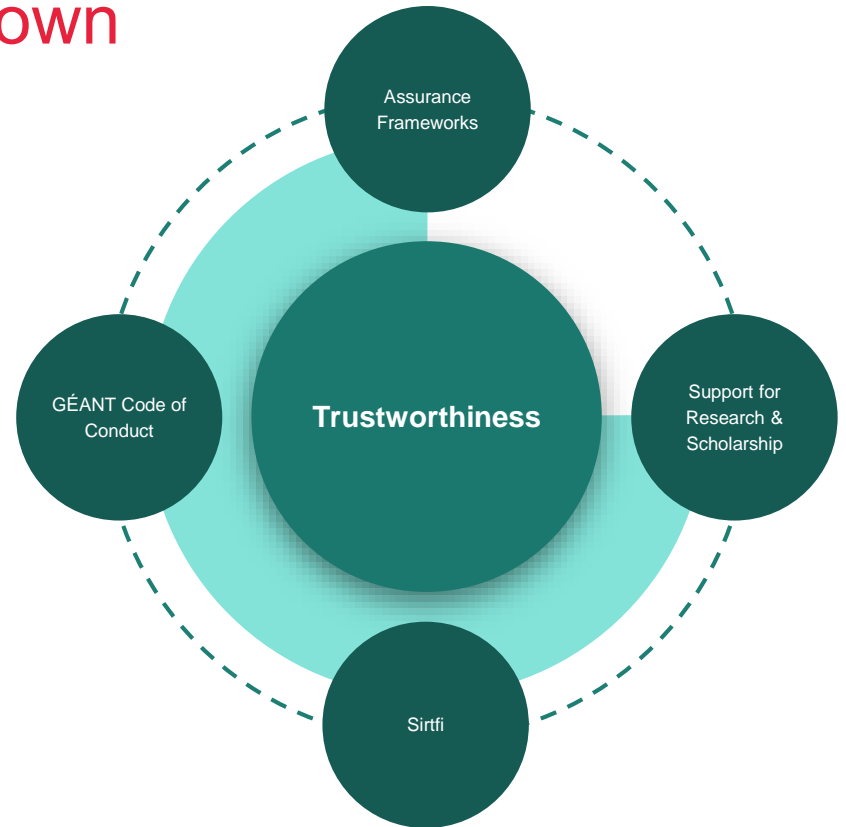 own
Assurance
Frameworks
GÉANT Code of
Conduct
Trustworthiness
Support for
Research &
Scholarship
Sirtfi